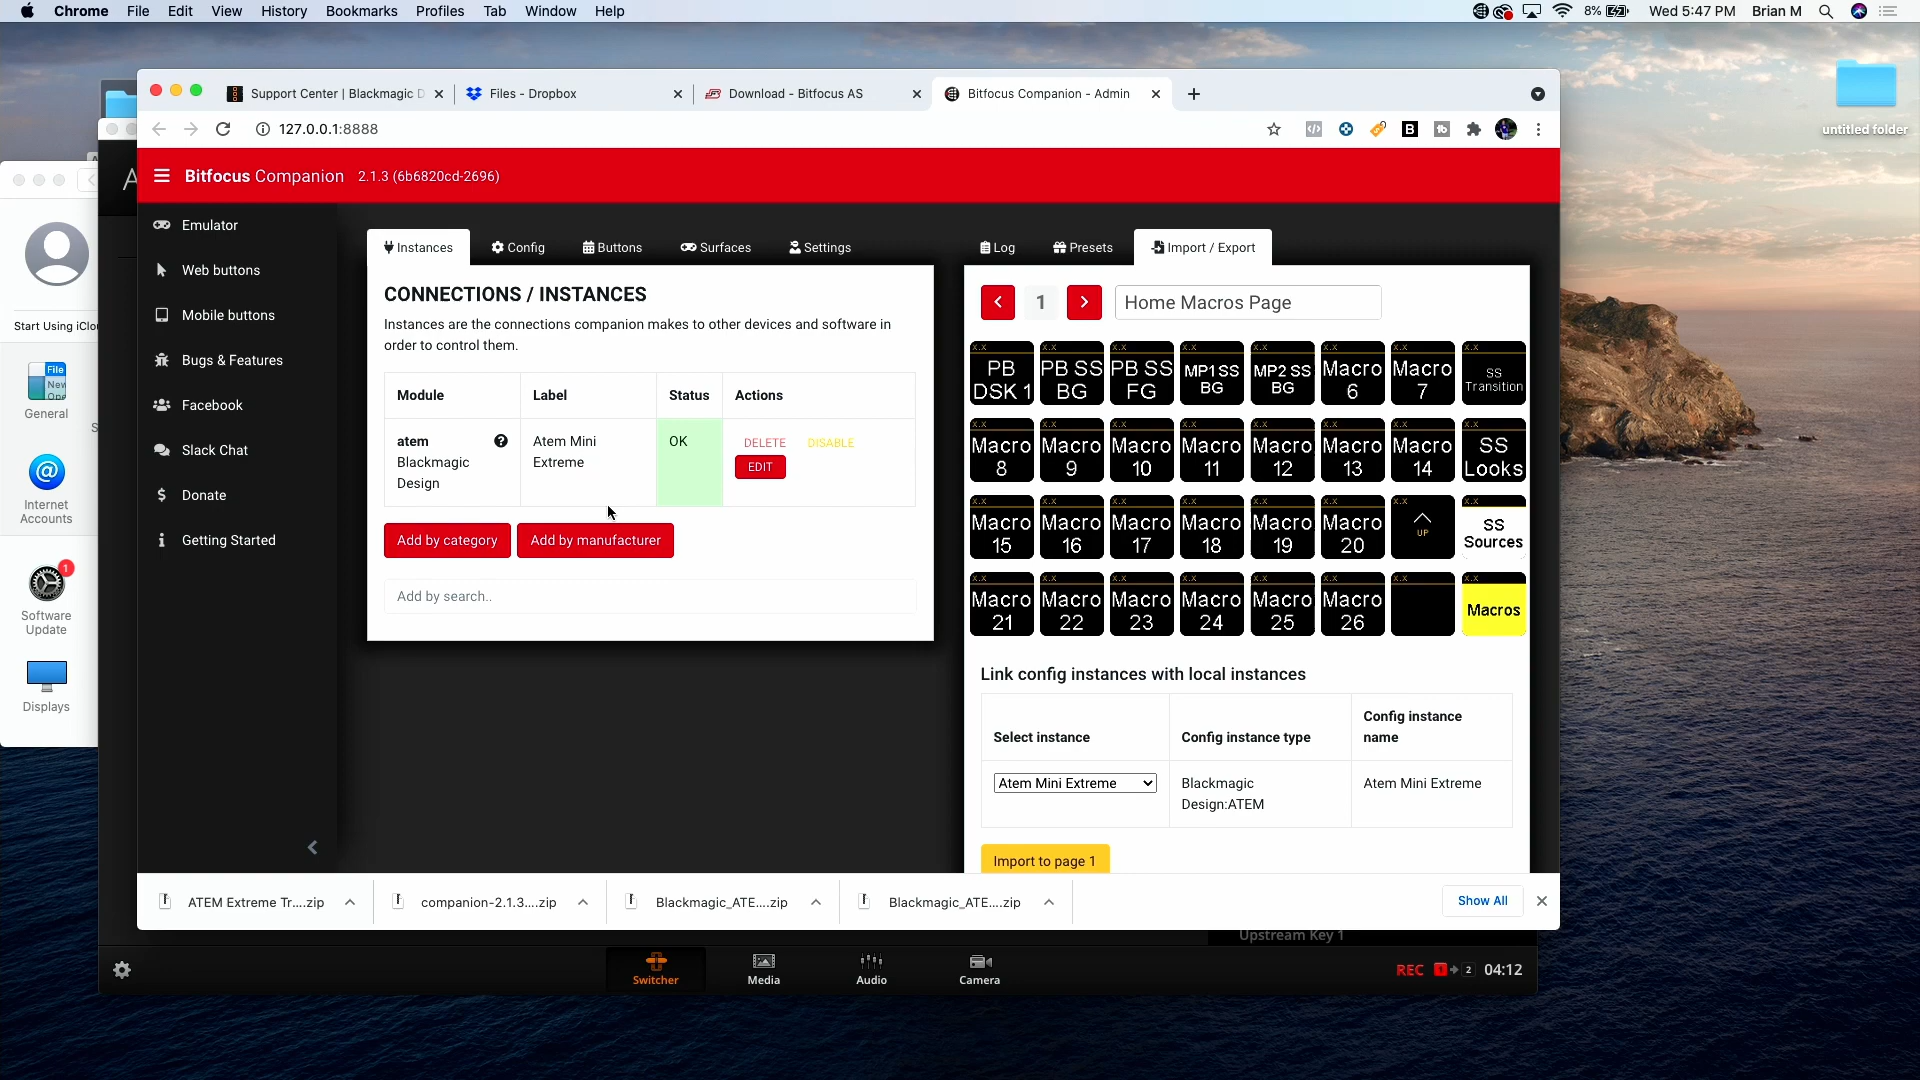 Chrome File Edit View History Bookmarks Profiles Tab Window Help
8% Wed 5:47 PM Brian M
untitled folder
Support Center | Blackmagic D
Files - Dropbox
Download - Bitfocus AS
Bitfocus Companion - Admin
127.0.0.1:8888
Bitfocus Companion 2.1.3 (6b6820cd-2696)
Emulator
Web buttons
Mobile buttons
Bugs & Features
Facebook
Slack Chat
Donate
Getting Started
Instances Config Buttons Surfaces Settings
CONNECTIONS / INSTANCES
Instances are the connections companion makes to other devices and software in
order to control them.
Module Label Status Actions
atem
Blackmagic
Design
Atem Mini
Extreme
OK
DELETE DISABLE
EDIT
Add by category Add by manufacturer
Add by search..
Log Presets Import / Export
1 Home Macros Page
x.x x.x x.x x.x x.x x.x x.x x.x
PB DSK 1
PB SS BG
PB SS FG
MP1 SS BG
MP2 SS BG
Macro 6
Macro 7
SS Transition
x.x x.x x.x x.x x.x x.x x.x x.x
Macro 8
Macro 9
Macro 10
Macro 11
Macro 12
Macro 13
Macro 14
SS Looks
x.x x.x x.x x.x x.x x.x x.x x.x
Macro 15
Macro 16
Macro 17
Macro 18
Macro 19
Macro 20
UP
SS Sources
x.x x.x x.x x.x x.x x.x x.x x.x
Macro 21
Macro 22
Macro 23
Macro 24
Macro 25
Macro 26
Macros
Link config instances with local instances
Select instance
Config instance type
Config instance
name
Atem Mini Extreme
Blackmagic
Design:ATEM
Atem Mini Extreme
Import to page 1
ATEM Extreme Tr....zip
companion-2.1.3....zip
Blackmagic_ATE....zip
Blackmagic_ATE....zip
Show All
Start Using iClou
File
New
Ope
General
Internet
Accounts
1
Software
Update
Displays
A
Upstream Key 1
Switcher
Media
Audio
Camera
REC 1 2 04:12